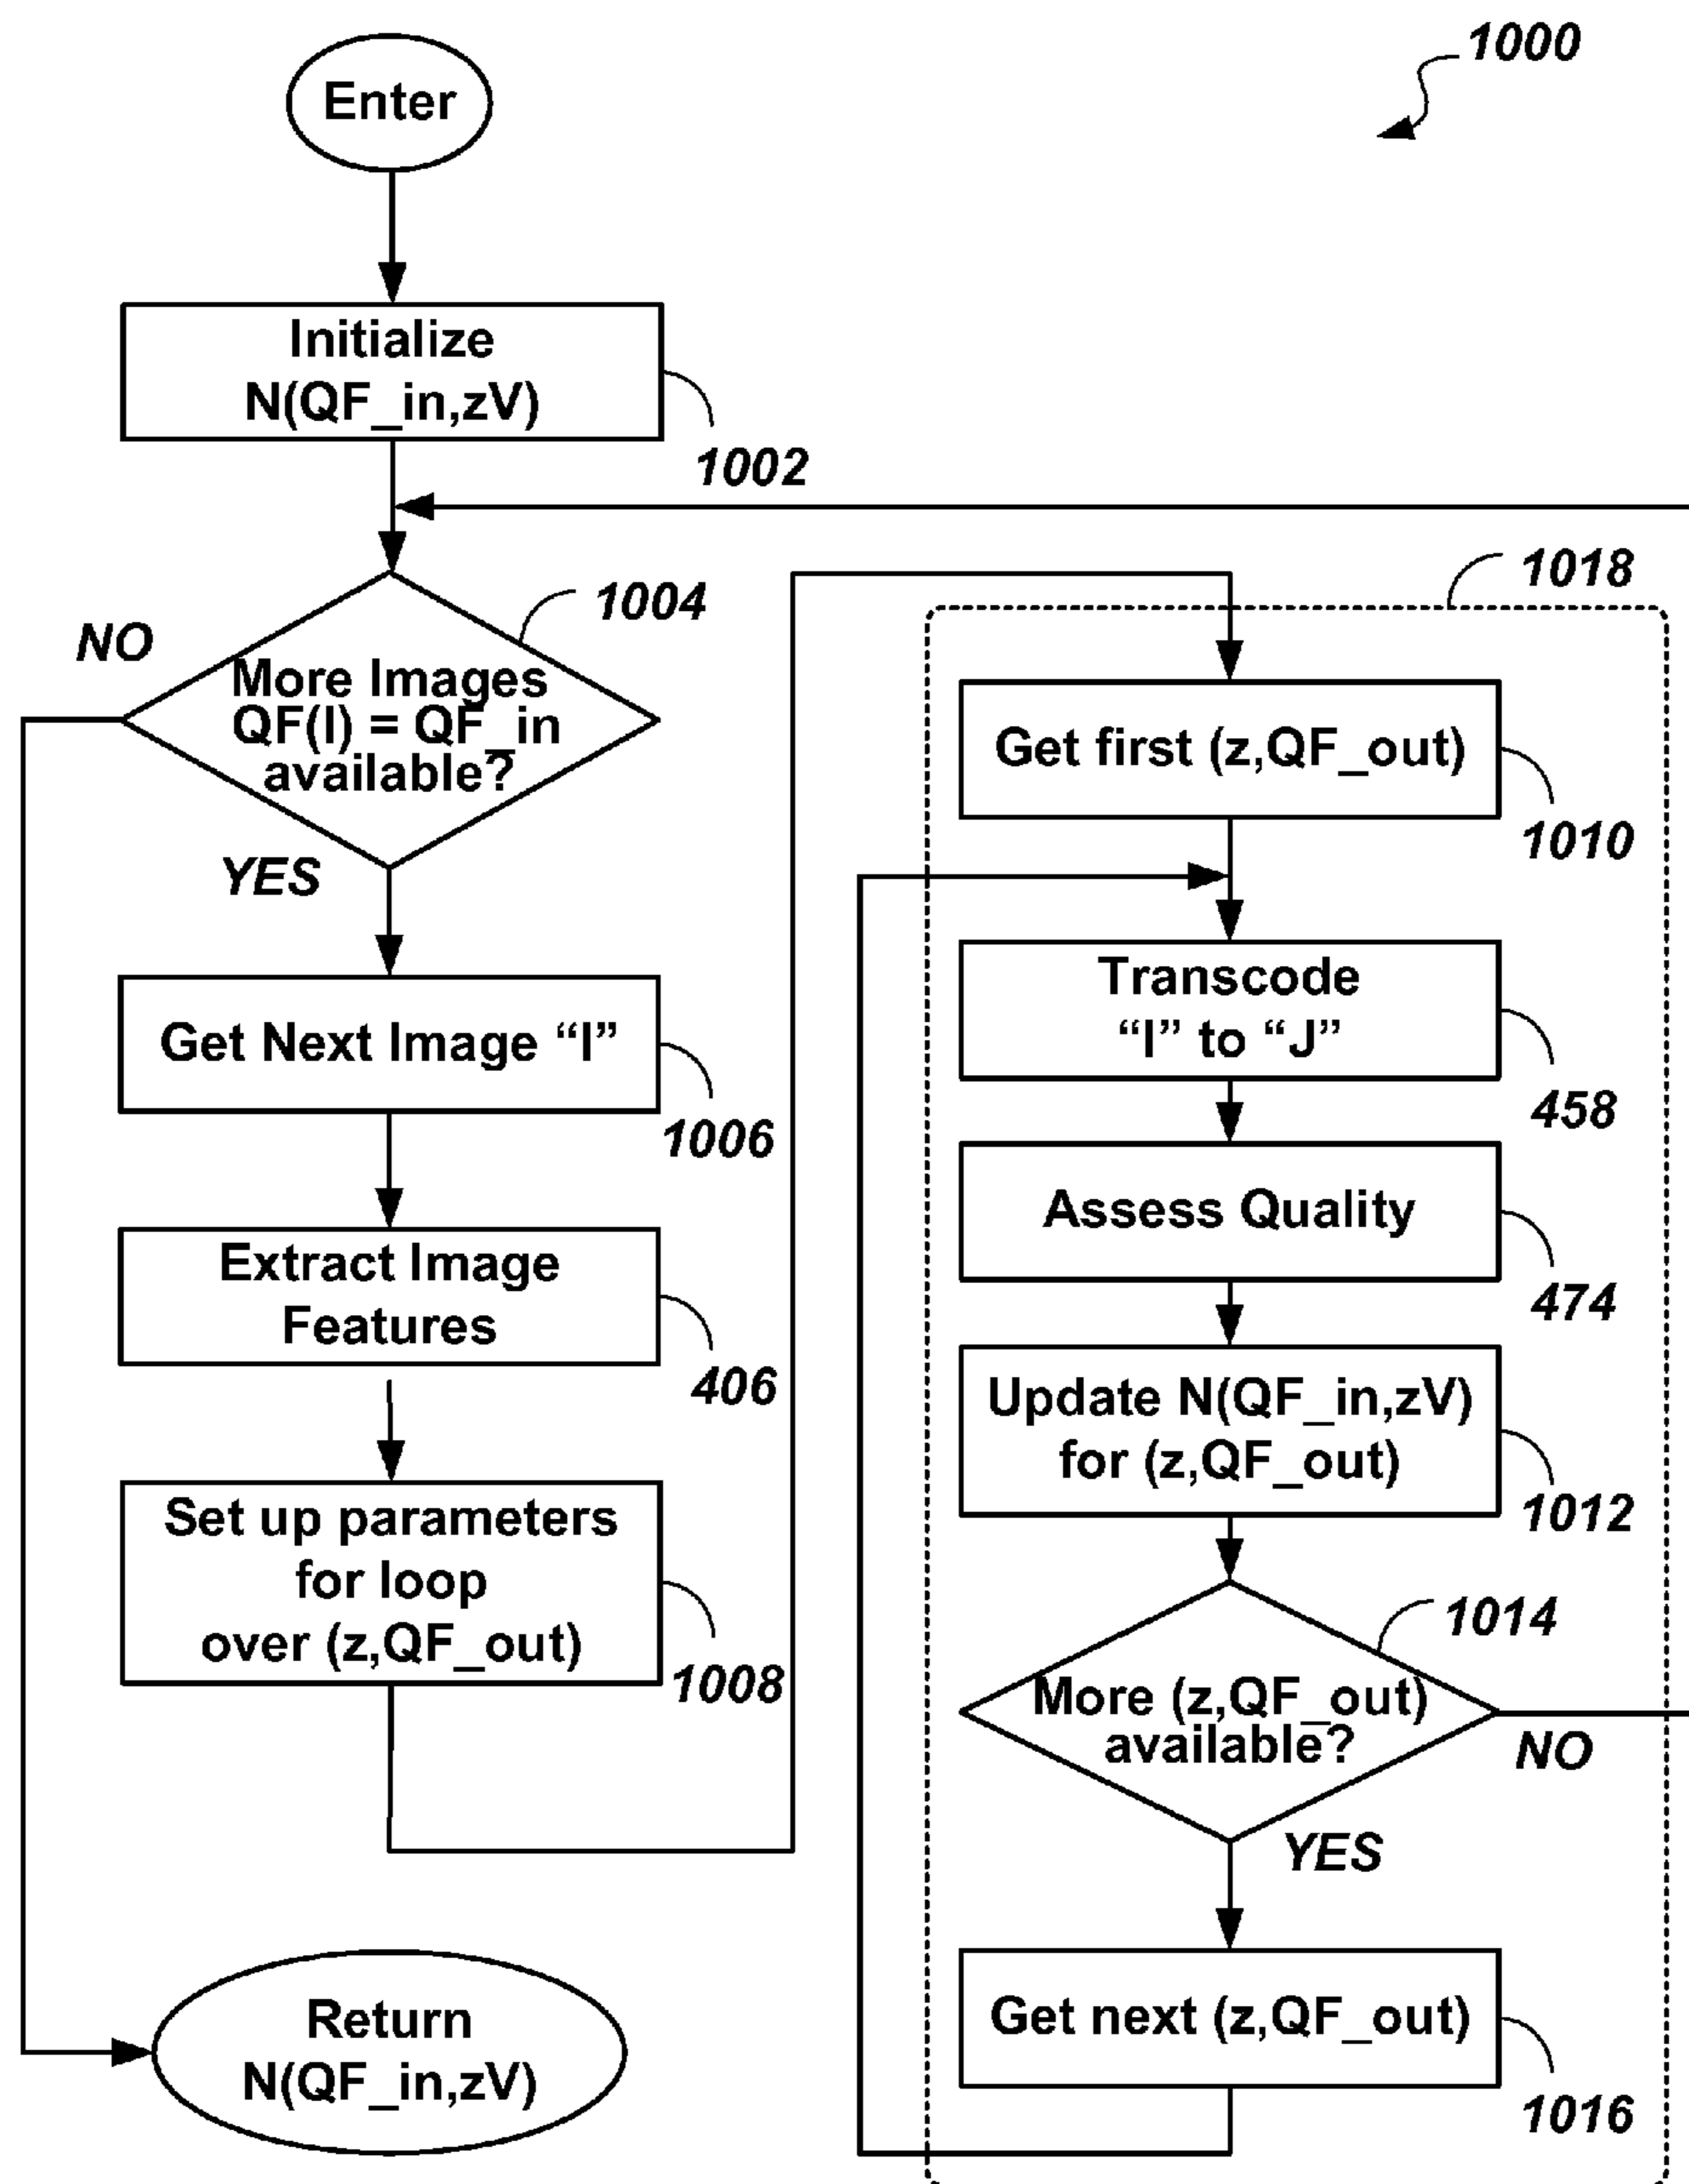 1000
Enter
Initialize
N(QF_in,zV)
1002
1004
NO
More Images
QF(I) = QF_in
available?
YES
Get Next Image “I”
1006
Extract Image
Features
406
Set up parameters
for loop
over (z,QF_out)
1008
Return
N(QF_in,zV)
1018
Get first (z,QF_out)
1010
Transcode
“I” to “J”
458
Assess Quality
474
Update N(QF_in,zV)
for (z,QF_out)
1012
1014
More (z,QF_out)
available?
NO
YES
Get next (z,QF_out)
1016